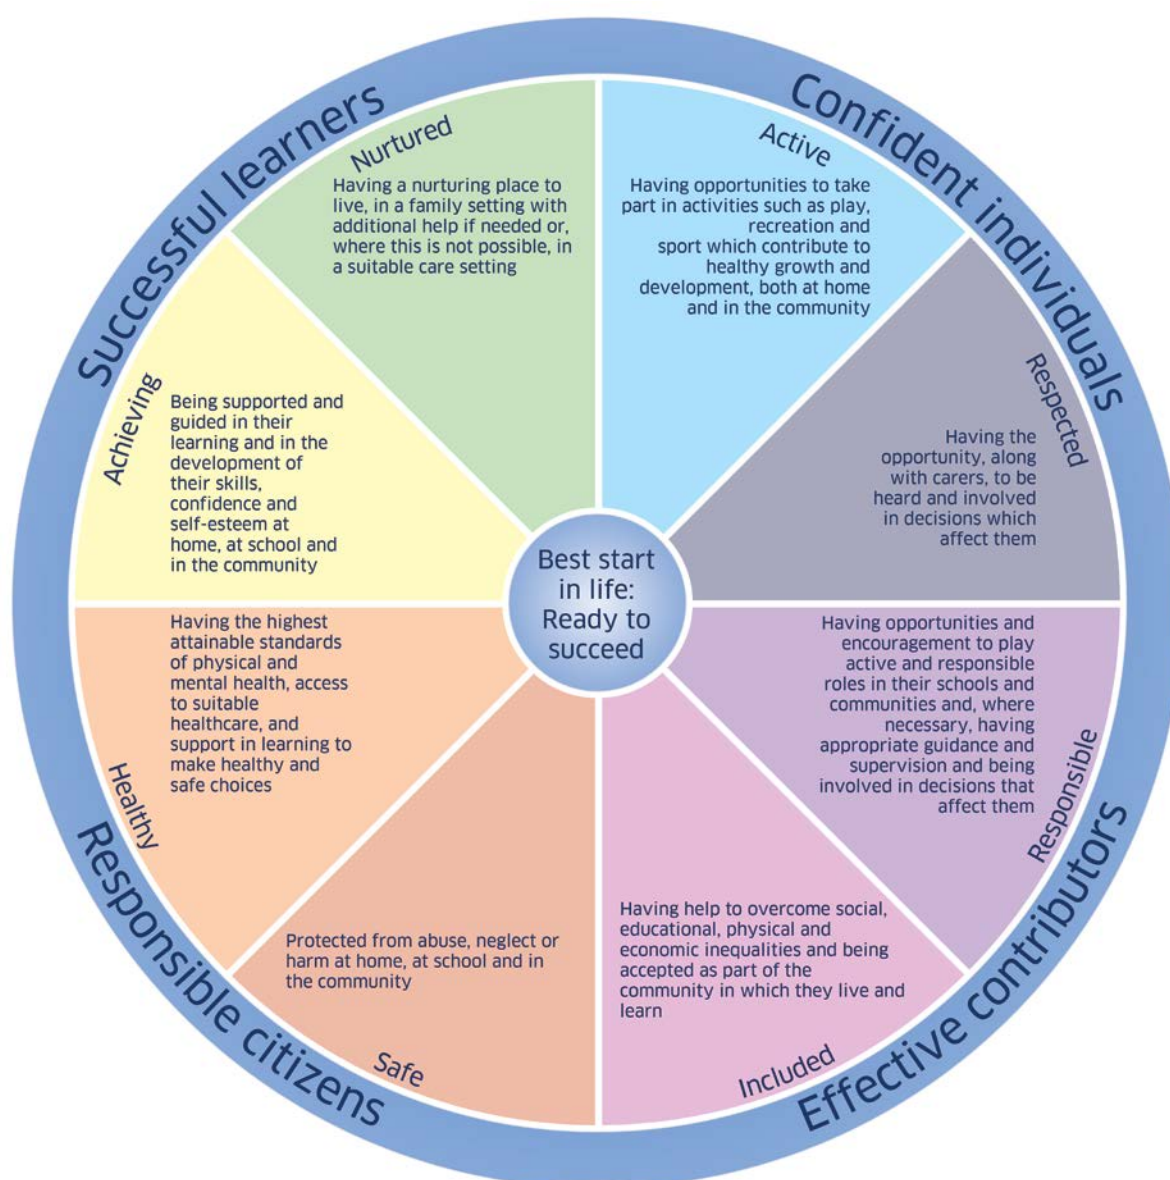 Successful learners
Confident individuals
Nurtured
Having a nurturing place to
live, in a family setting with
additional help if needed or,
where this is not possible, in
a suitable care setting
Active
Having opportunities to take
part in activities such as play,
recreation and
sport which contribute to
healthy growth and
development, both at home
and in the community
Achieving
Being supported and
guided in their
learning and in the
development of
their skills,
confidence and
self-esteem at
home, at school and
in the community
Respected
Having the
opportunity, along
with carers, to be
heard and involved
in decisions which
affect them
Best start
in life:
Ready to
succeed
Having the highest
attainable standards
of physical and
mental health, access
to suitable
healthcare, and
support in learning to
make healthy and
safe choices
Healthy
Having opportunities and
encouragement to play
active and responsible
roles in their schools and
communities and, where
necessary, having
appropriate guidance and
supervision and being
involved in decisions that
affect them
Responsible
Protected from abuse, neglect or
harm at home, at school and in
the community
Safe
Having help to overcome social,
educational, physical and
economic inequalities and being
accepted as part of the
community in which they live and
learn
Included
Responsible citizens
Effective contributors